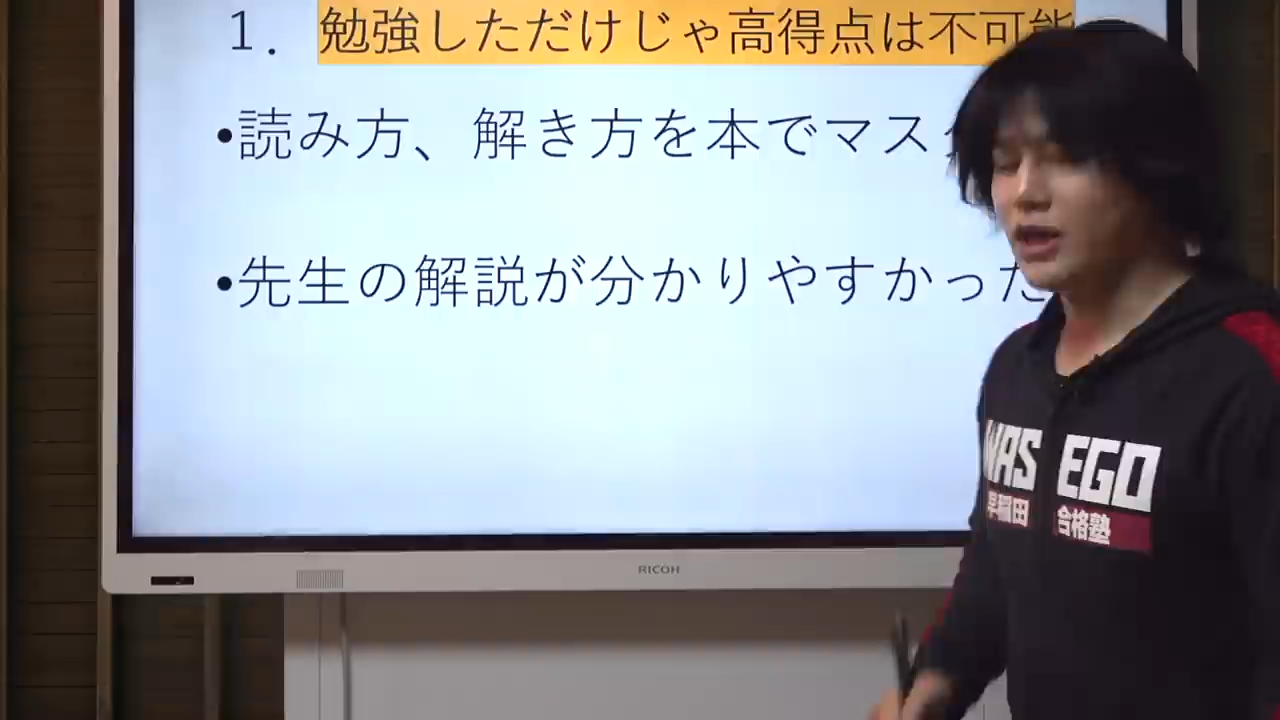 1. 勉強しただけじゃ高得点は不可能
•読み方、解き方を本でマス
•先生の解説が分かりやすかった
RICOH
WAS EGO
早稲田 合格塾